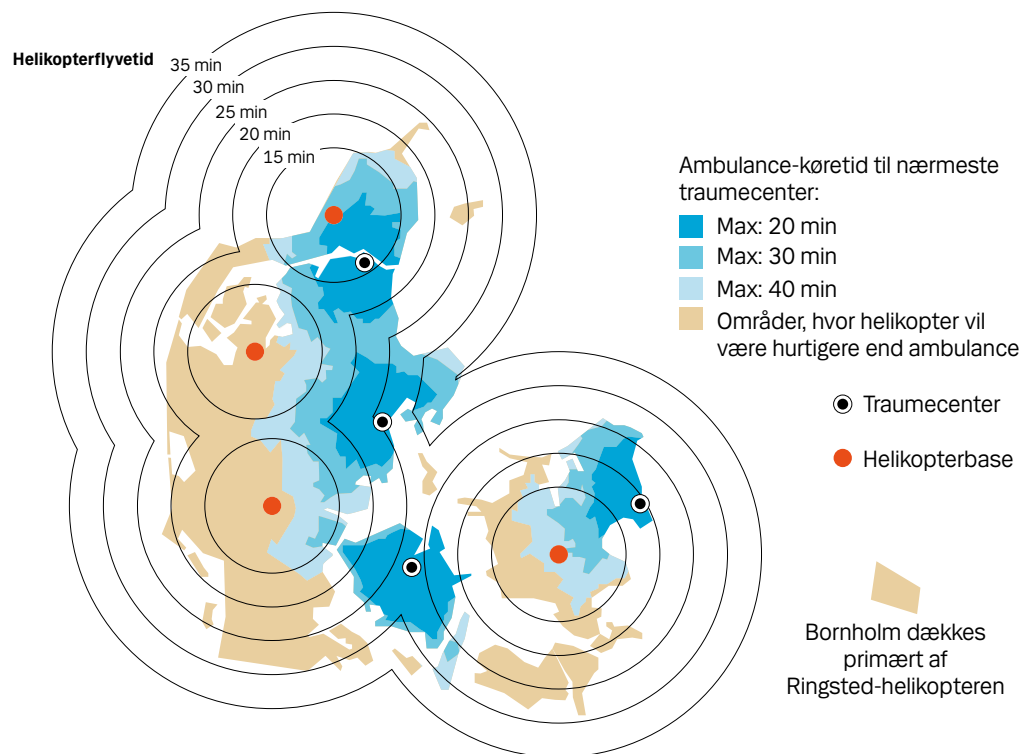 Helikopterflyvetid
35 min
30 min
25 min
20 min
15 min
Ambulance-køretid til nærmeste
traumecenter:
Max: 20 min
Max: 30 min
Max: 40 min
Områder, hvor helikopter vil
være hurtigere end ambulance
Traumecenter
Helikopterbase
Bornholm dækkes
primært af
Ringsted-helikopteren